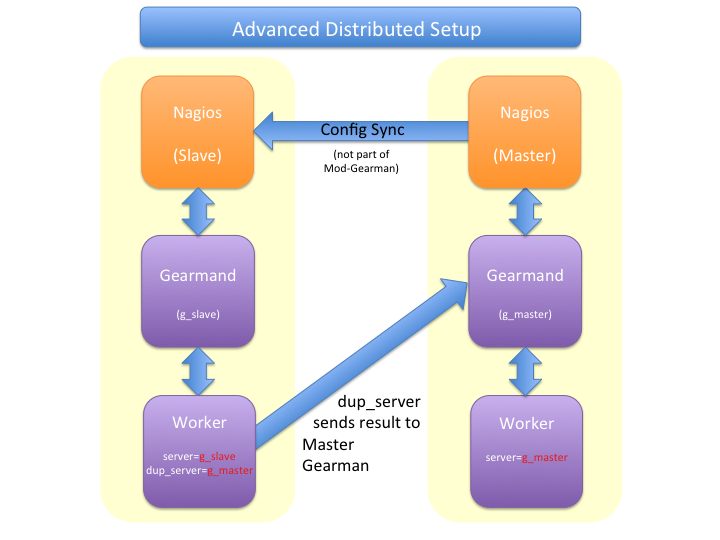 Advanced Distributed Setup
Nagios
(Slave)
Config Sync
(not part of
Mod-Gearman)
Nagios
(Master)
Gearmand
(g_slave)
Gearmand
(g_master)
dup_server
sends result to
Master
Gearman
Worker
server=g_slave
dup_server=g_master
Worker
server=g_master